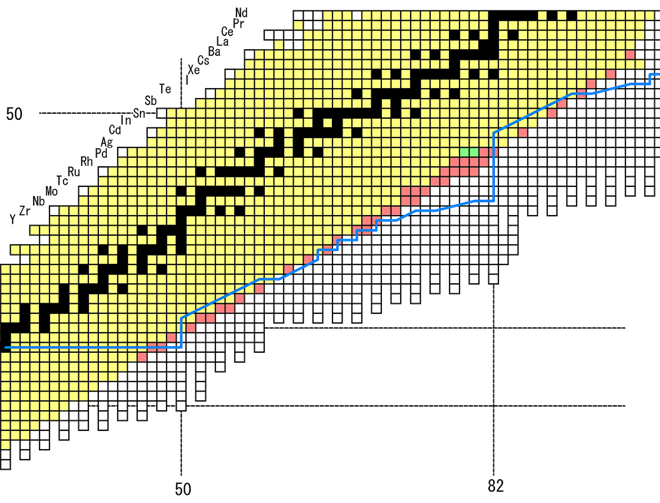 Nd
Pr
Ce
La
Ba
Cs
Xe
I
Te
Sb
50
Sn
In
Cd
Ag
Pd
Rh
Ru
Tc
Mo
Nb
Zr
Y
50
82